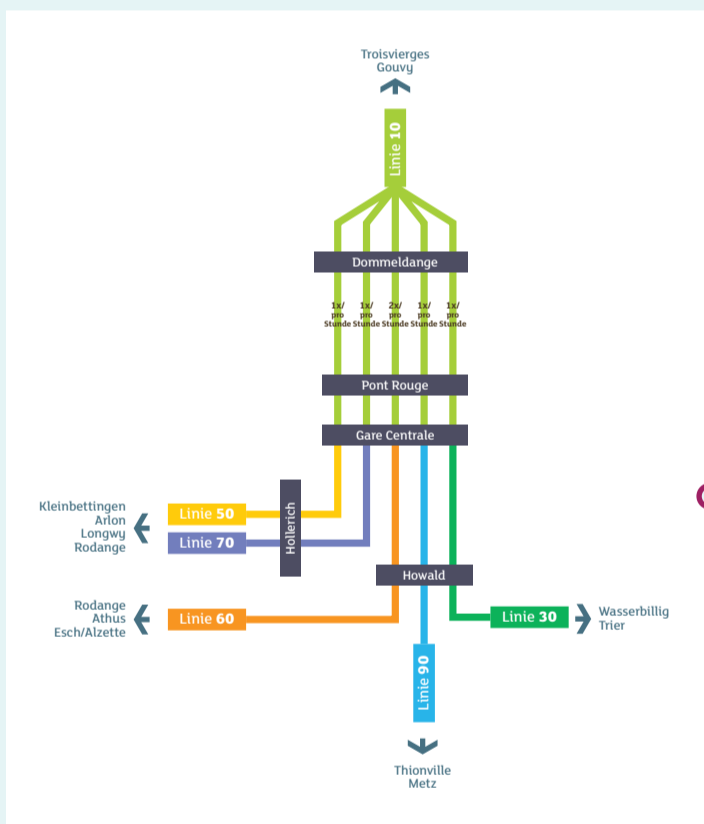 Troisvierges
Gouvy
Linie 10
Dommeldange
1x/ 1x/ 2x/ 1x/ 1x/
pro pro pro pro pro
Stunde Stunde Stunde Stunde Stunde
Pont Rouge
Gare Centrale
Kleinbettingen
Arlon
Longwy
Rodange
Linie 50
Linie 70
Hollerich
Howald
Rodange
Athus
Esch/Alzette
Linie 60
Linie 30
Wasserbillig
Trier
Linie 90
Thionville
Metz